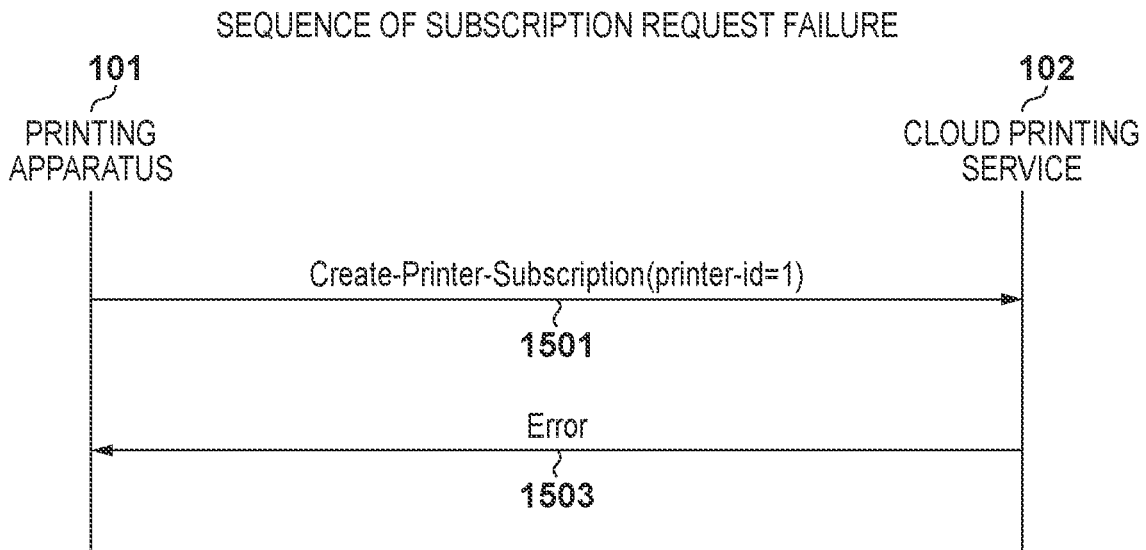 SEQUENCE OF SUBSCRIPTION REQUEST FAILURE
101
102
PRINTING
APPARATUS
CLOUD PRINTING
SERVICE
Create-Printer-Subscription(printer-id=1)
1501
Error
1503